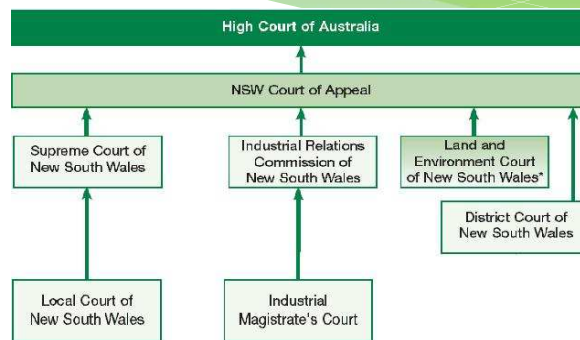 High Court of Australia
NSW Court of Appeal
Supreme Court of
New South Wales
Industrial Relations
Commission of
New South Wales
Land and
Environment Court
of New South Wales*
District Court of
New South Wales
Local Court of
New South Wales
Industrial
Magistrate's Court